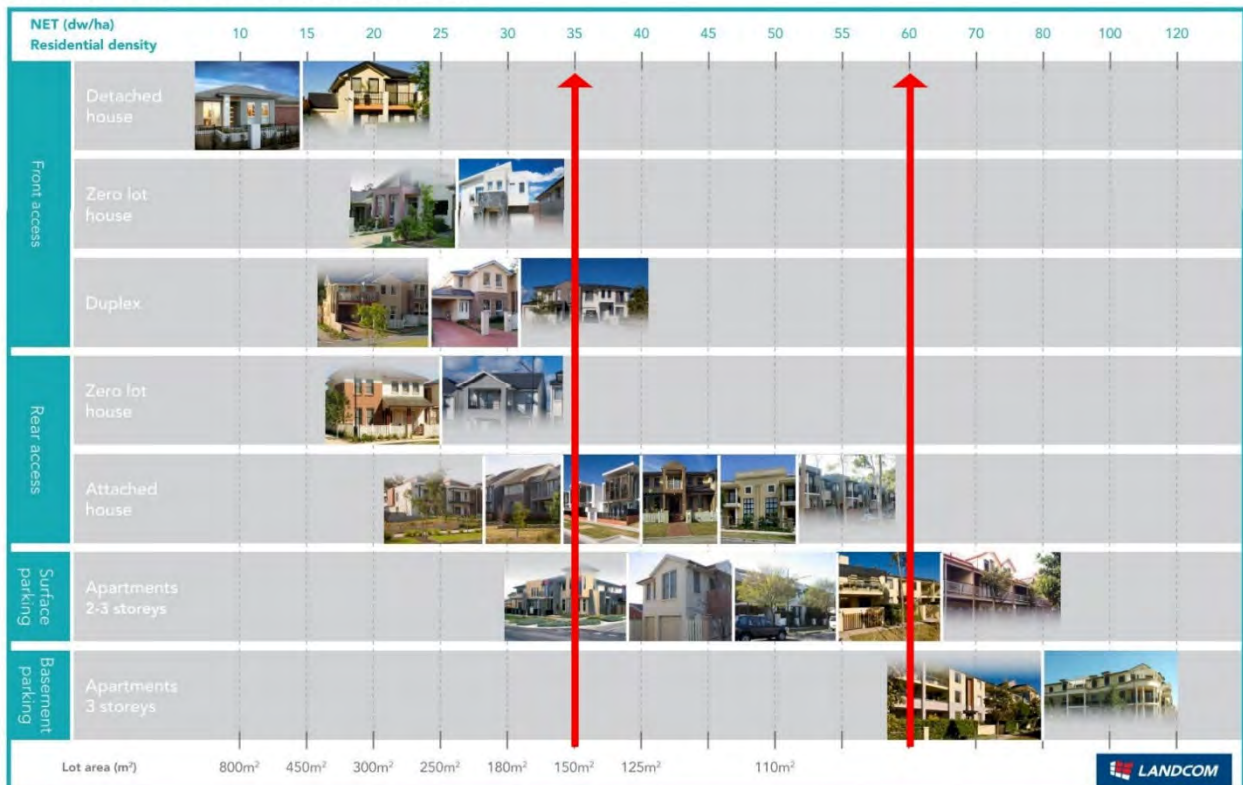 NET (dw/ha)
Residential density
10 15 20 25 30 35 40 45 50 55 60 70 80 100 120
Front access
Detached
house
Zero lot
house
Duplex
Rear access
Zero lot
house
Attached
house
Surface
parking
Apartments
2-3 storeys
Basement
parking
Apartments
3 storeys
Lot area (m²) 800m² 450m² 300m² 250m² 180m² 150m² 125m² 110m²
LANDCOM